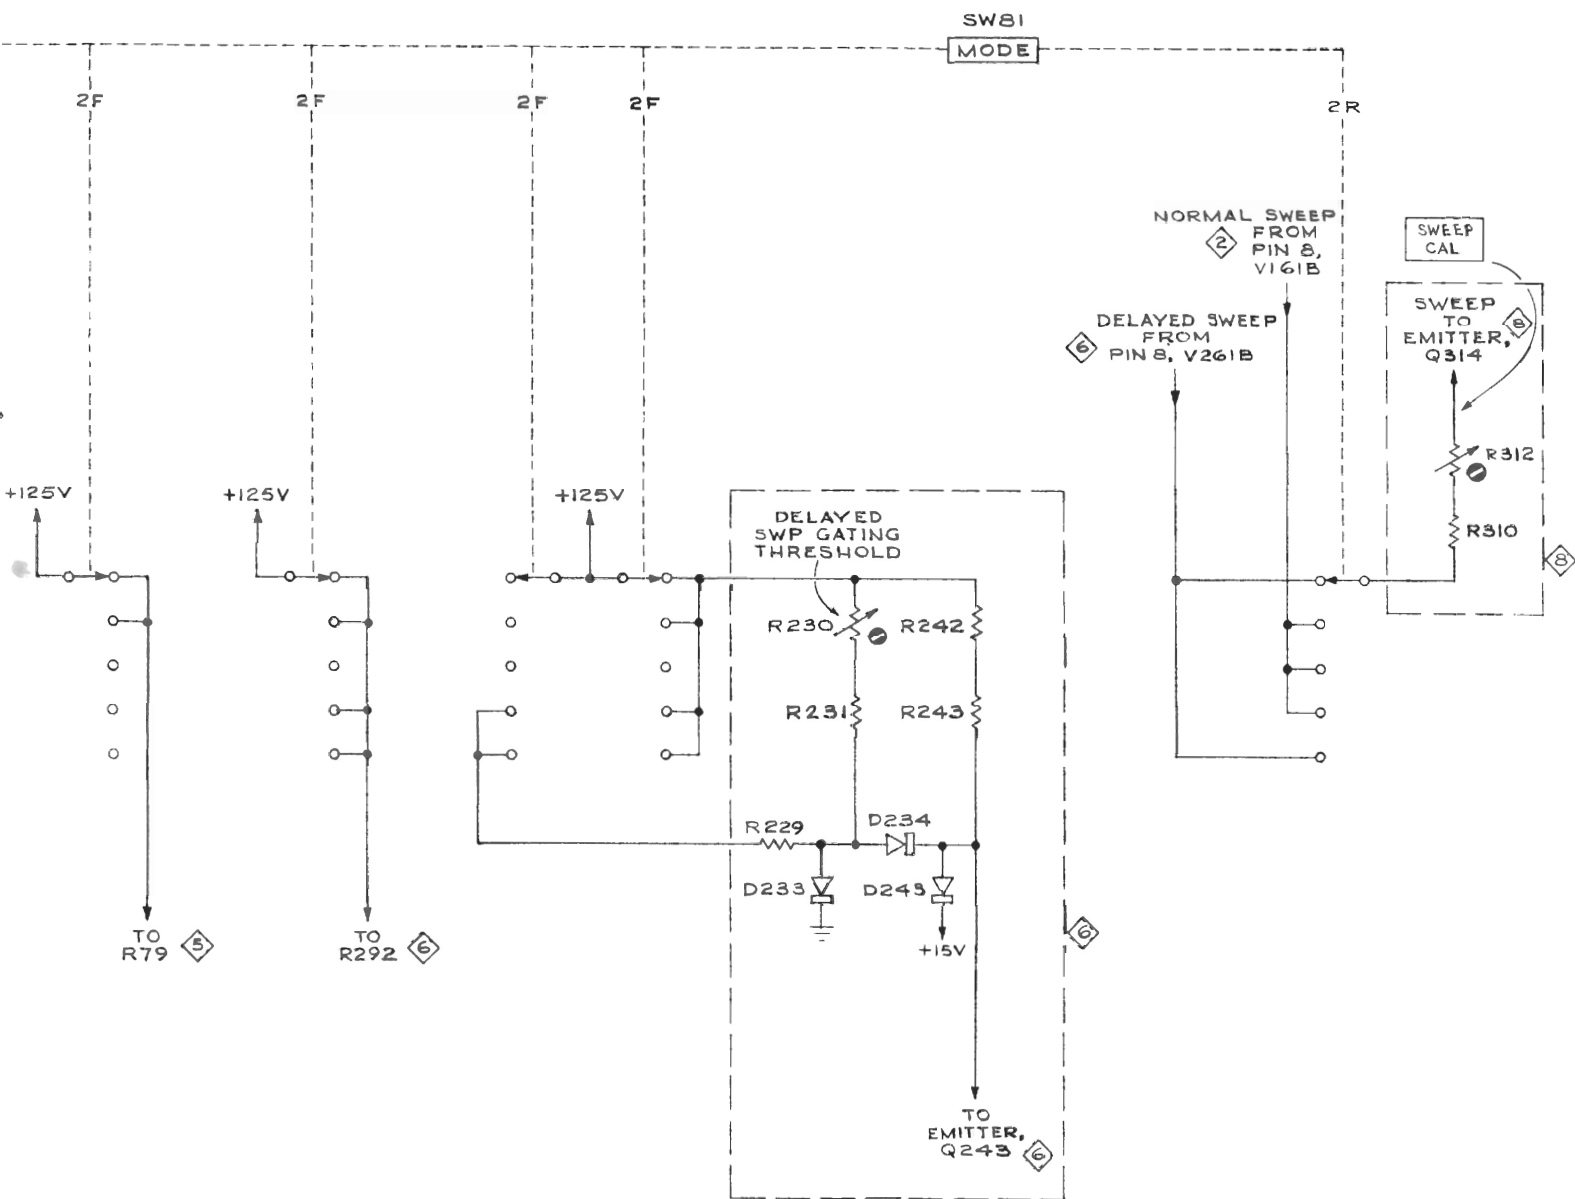 SW81
MODE
2F
2F
2F
2F
2R
NORMAL SWEEP
2 FROM
PIN 8,
V161B
SWEEP
CAL
DELAYED SWEEP
6 FROM
PIN 8, V261B
SWEEP
TO 8
EMITTER,
Q314
R312
R310
8
+125V
+125V
+125V
DELAYED
SWP GATING
THRESHOLD
R230
R242
R231
R243
R229
D234
D233
D245
+15V
6
TO
R79 5
TO
R292 6
TO
EMITTER,
Q243 6